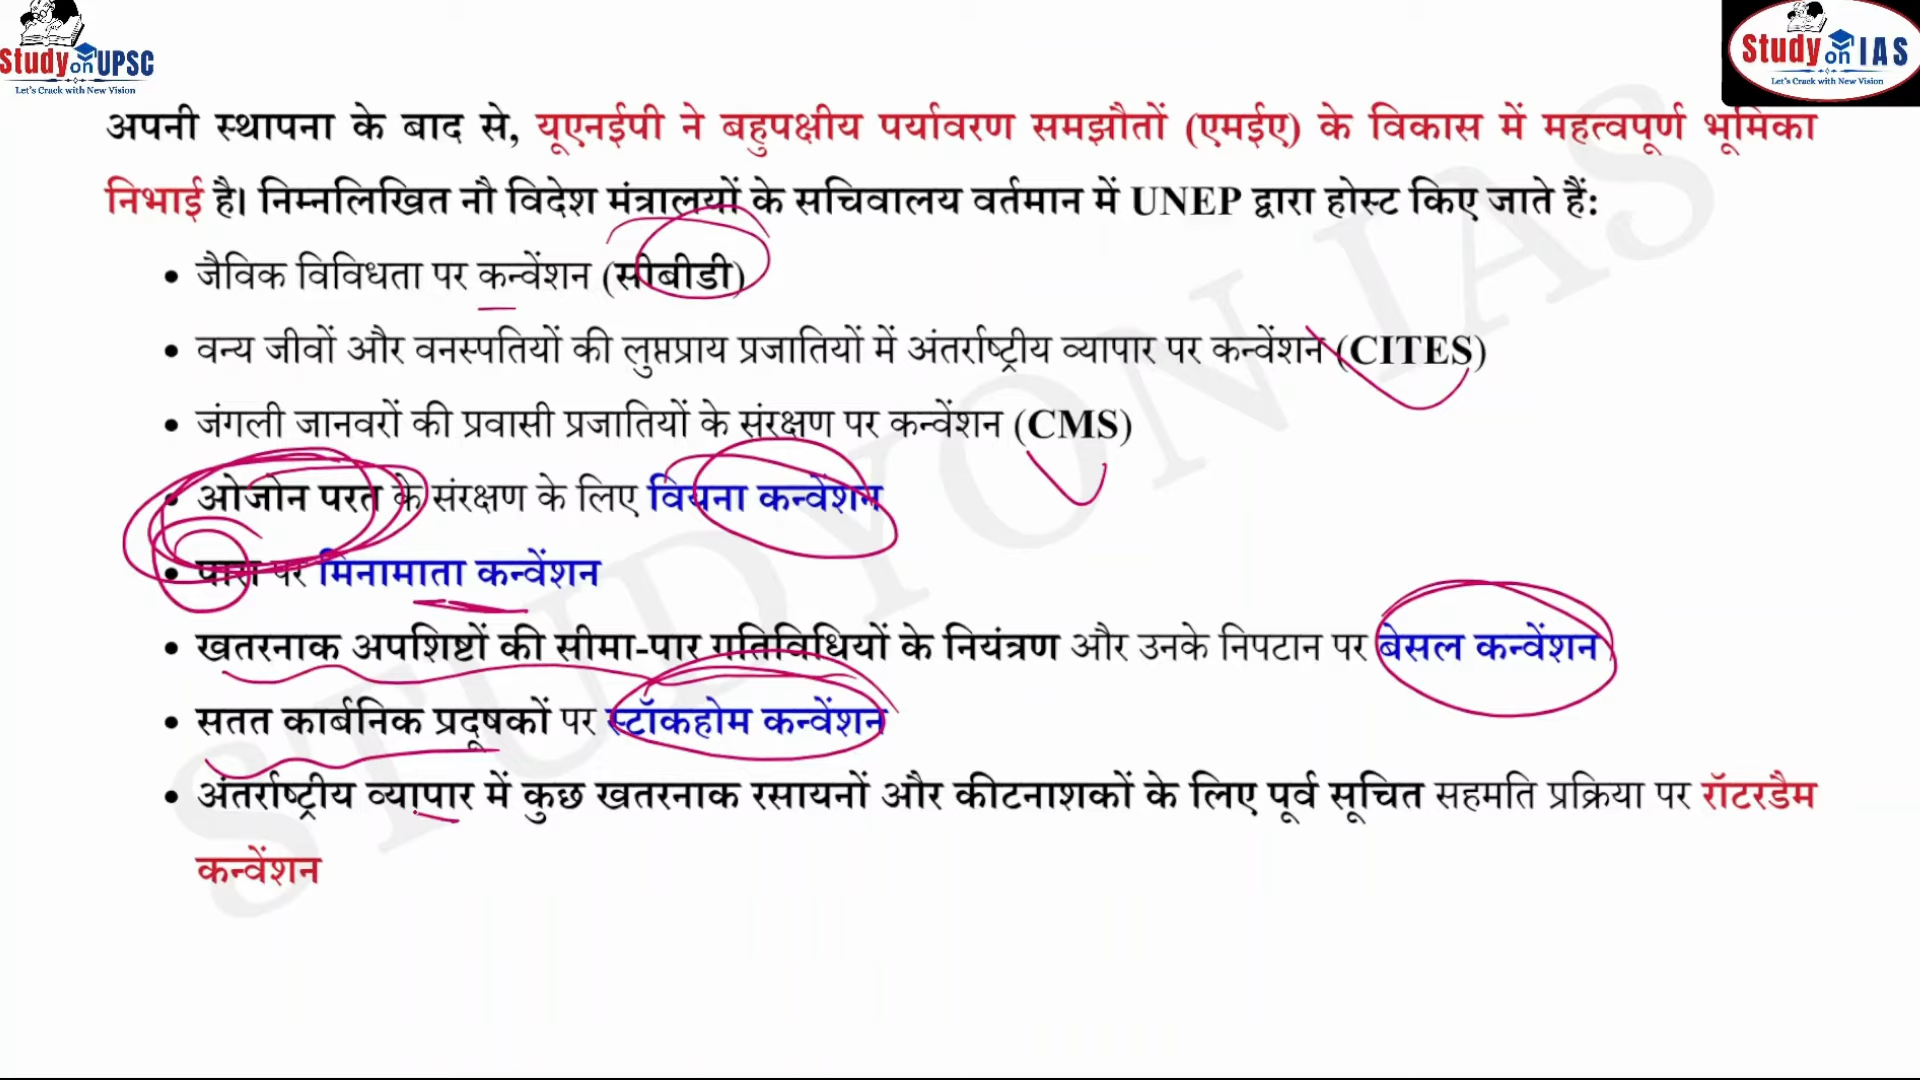 Study on UPSC
Let's Crack with New Vision
Study on IAS
Let's Crack with New Vision
अपनी स्थापना के बाद से, यूएनईपी ने बहुपक्षीय पर्यावरण समझौतों (एमईए) के विकास में महत्वपूर्ण भूमिका
निभाई है। निम्नलिखित नौ विदेश मंत्रालयों के सचिवालय वर्तमान में UNEP द्वारा होस्ट किए जाते हैं:
• जैविक विविधता पर कन्वेंशन (सीबीडी)
• वन्य जीवों और वनस्पतियों की लुप्तप्राय प्रजातियों में अंतर्राष्ट्रीय व्यापार पर कन्वेंशन (CITES)
• जंगली जानवरों की प्रवासी प्रजातियों के संरक्षण पर कन्वेंशन (CMS)
• ओजोन परत के संरक्षण के लिए वियना कन्वेंशन
• पारा पर मिनामाता कन्वेंशन
• खतरनाक अपशिष्टों की सीमा-पार गतिविधियों के नियंत्रण और उनके निपटान पर बेसल कन्वेंशन
• सतत कार्बनिक प्रदूषकों पर स्टॉकहोम कन्वेंशन
• अंतर्राष्ट्रीय व्यापार में कुछ खतरनाक रसायनों और कीटनाशकों के लिए पूर्व सूचित सहमति प्रक्रिया पर रॉटरडैम
कन्वेंशन
STUDYON IAS